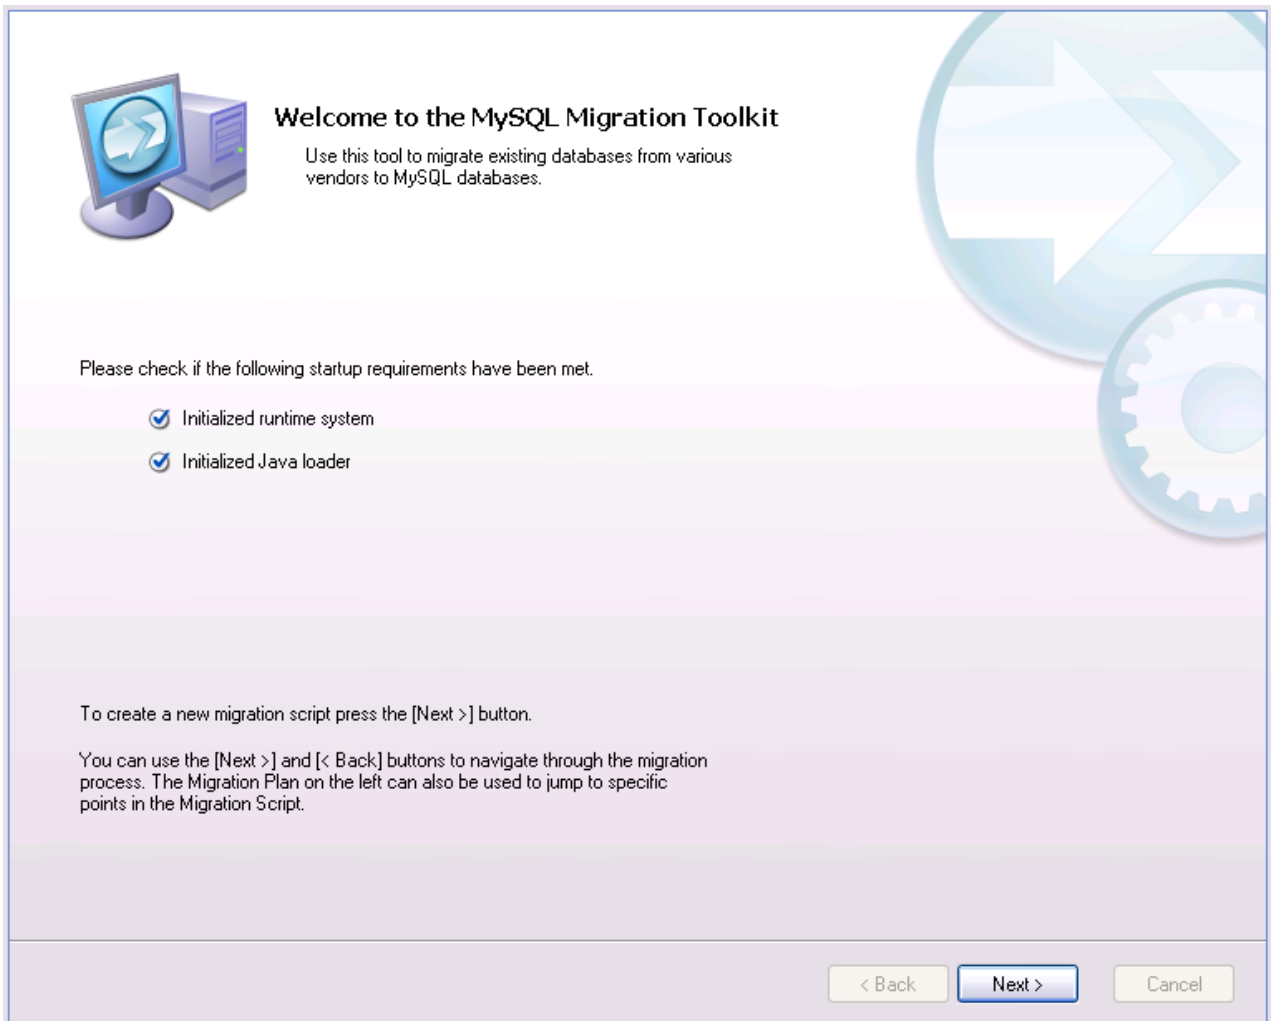 Welcome to the MySQL Migration Toolkit
Use this tool to migrate existing databases from various
vendors to MySQL databases.
Please check if the following startup requirements have been met.
Initialized runtime system
Initialized Java loader
To create a new migration script press the [Next >] button.
You can use the [Next >] and [< Back] buttons to navigate through the migration
process. The Migration Plan on the left can also be used to jump to specific
points in the Migration Script.
< Back
Next >
Cancel